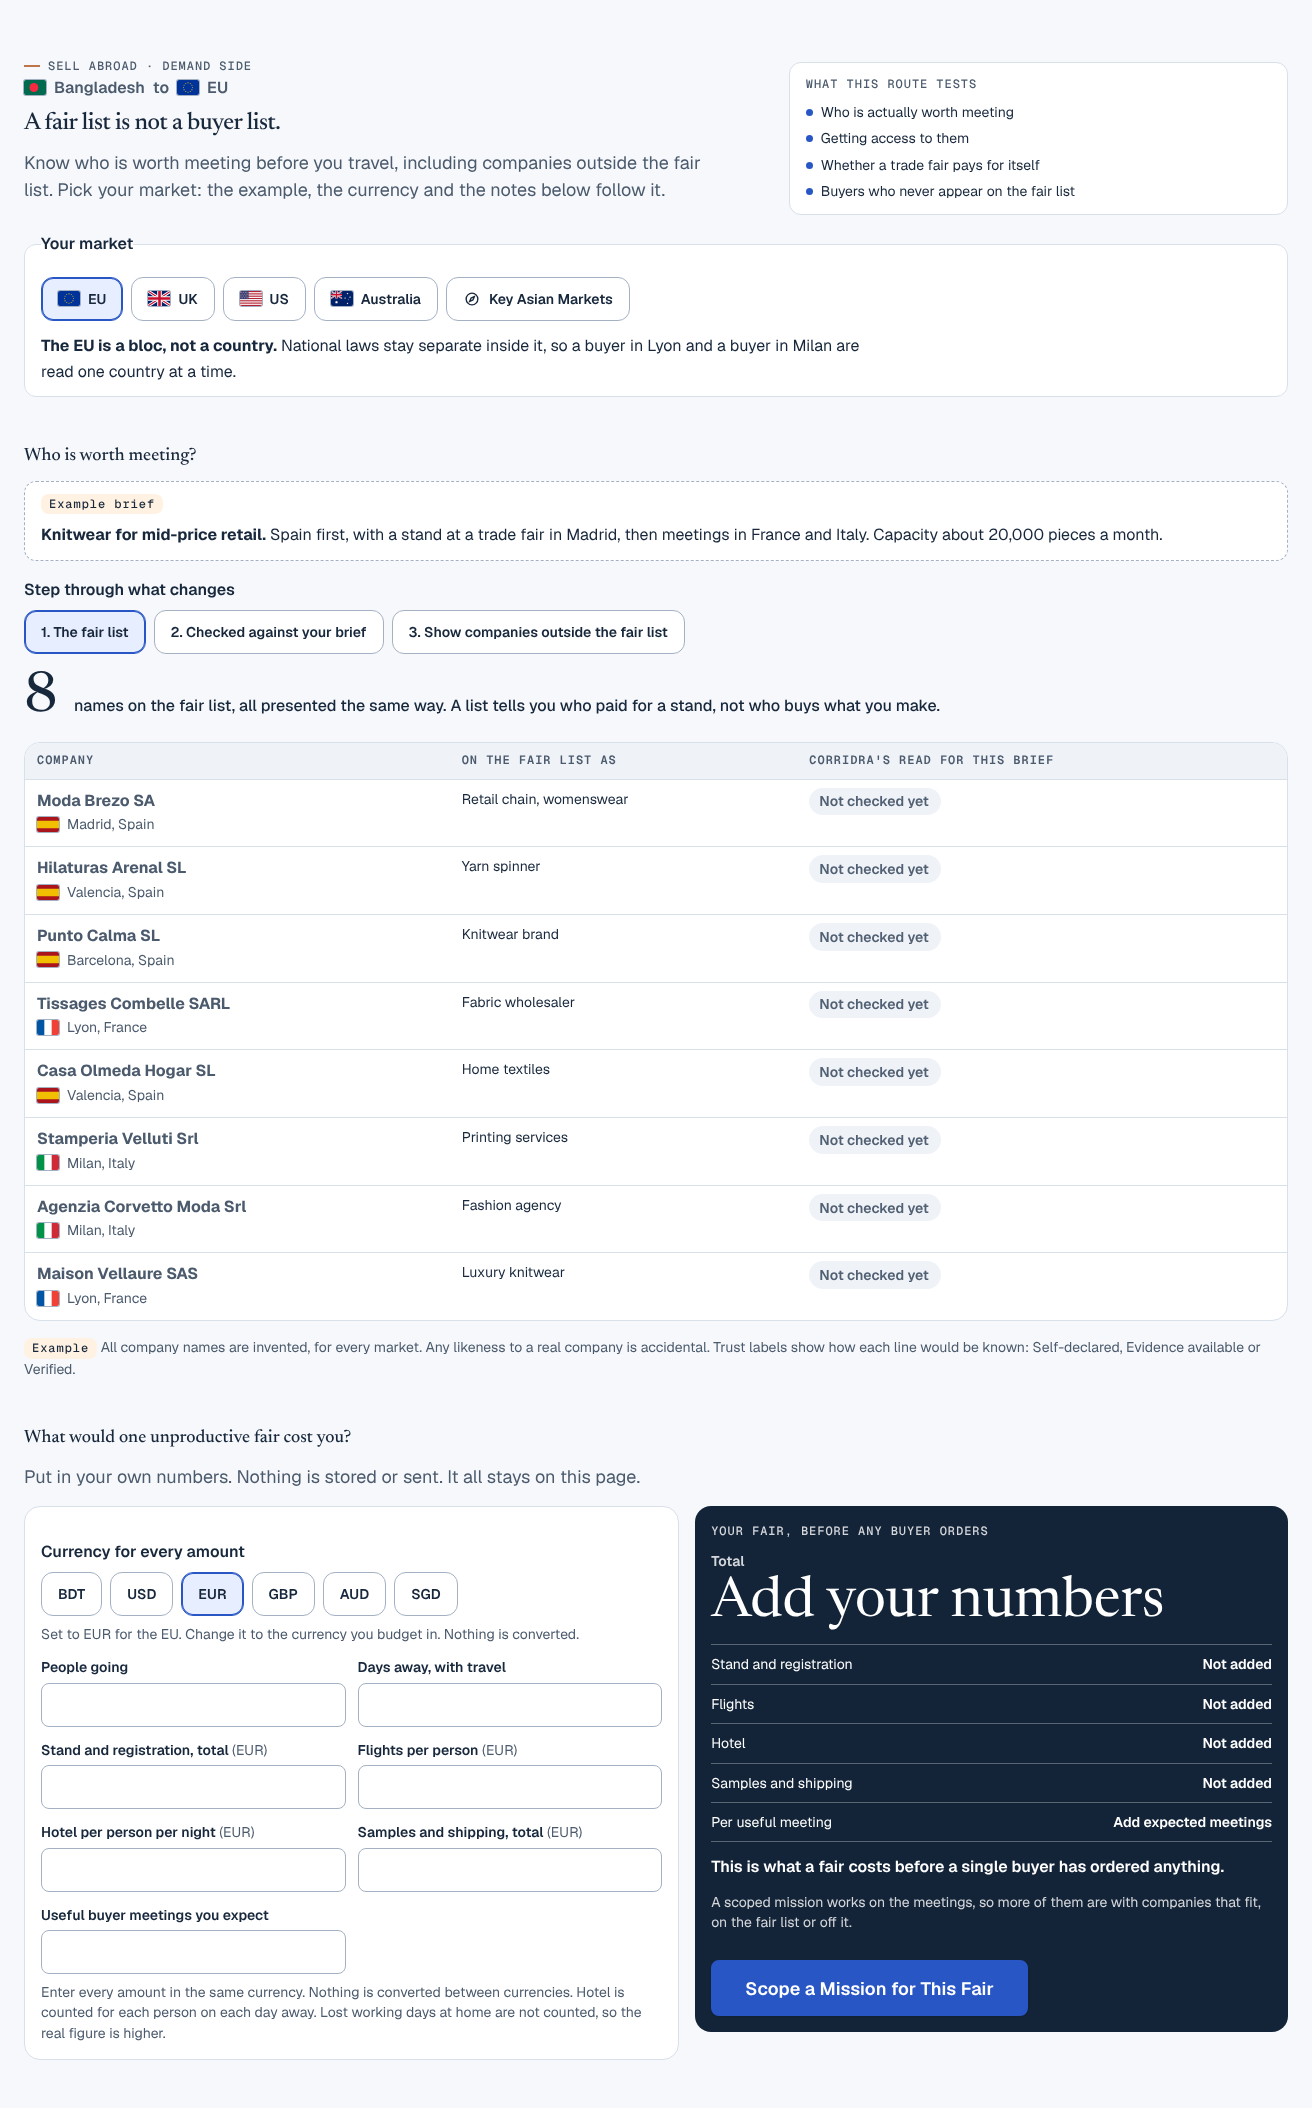 SELL ABROAD · DEMAND SIDE
Bangladesh to EU
A fair list is not a buyer list.
Know who is worth meeting before you travel, including companies outside the fair
list. Pick your market: the example, the currency and the notes below follow it.
WHAT THIS ROUTE TESTS
Who is actually worth meeting
Getting access to them
Whether a trade fair pays for itself
Buyers who never appear on the fair list
Your market
EU
UK
US
Australia
Key Asian Markets
The EU is a bloc, not a country. National laws stay separate inside it, so a buyer in Lyon and a buyer in Milan are
read one country at a time.
Who is worth meeting?
Example brief
Knitwear for mid-price retail. Spain first, with a stand at a trade fair in Madrid, then meetings in France and Italy. Capacity about 20,000 pieces a month.
Step through what changes
1. The fair list
2. Checked against your brief
3. Show companies outside the fair list
8 names on the fair list, all presented the same way. A list tells you who paid for a stand, not who buys what you make.
COMPANY
ON THE FAIR LIST AS
CORRIDRA'S READ FOR THIS BRIEF
Moda Brezo SA
Madrid, Spain
Retail chain, womenswear
Not checked yet
Hilaturas Arenal SL
Valencia, Spain
Yarn spinner
Not checked yet
Punto Calma SL
Barcelona, Spain
Knitwear brand
Not checked yet
Tissages Combelle SARL
Lyon, France
Fabric wholesaler
Not checked yet
Casa Olmeda Hogar SL
Valencia, Spain
Home textiles
Not checked yet
Stamperia Velluti Srl
Milan, Italy
Printing services
Not checked yet
Agenzia Corvetto Moda Srl
Milan, Italy
Fashion agency
Not checked yet
Maison Vellaure SAS
Lyon, France
Luxury knitwear
Not checked yet
Example All company names are invented, for every market. Any likeness to a real company is accidental. Trust labels show how each line would be known: Self-declared, Evidence available or
Verified.
What would one unproductive fair cost you?
Put in your own numbers. Nothing is stored or sent. It all stays on this page.
Currency for every amount
BDT
USD
EUR
GBP
AUD
SGD
Set to EUR for the EU. Change it to the currency you budget in. Nothing is converted.
People going
Days away, with travel
Stand and registration, total (EUR)
Flights per person (EUR)
Hotel per person per night (EUR)
Samples and shipping, total (EUR)
Useful buyer meetings you expect
Enter every amount in the same currency. Nothing is converted between currencies. Hotel is
counted for each person on each day away. Lost working days at home are not counted, so the
real figure is higher.
YOUR FAIR, BEFORE ANY BUYER ORDERS
Total
Add your numbers
Stand and registration Not added
Flights Not added
Hotel Not added
Samples and shipping Not added
Per useful meeting Add expected meetings
This is what a fair costs before a single buyer has ordered anything.
A scoped mission works on the meetings, so more of them are with companies that fit,
on the fair list or off it.
Scope a Mission for This Fair